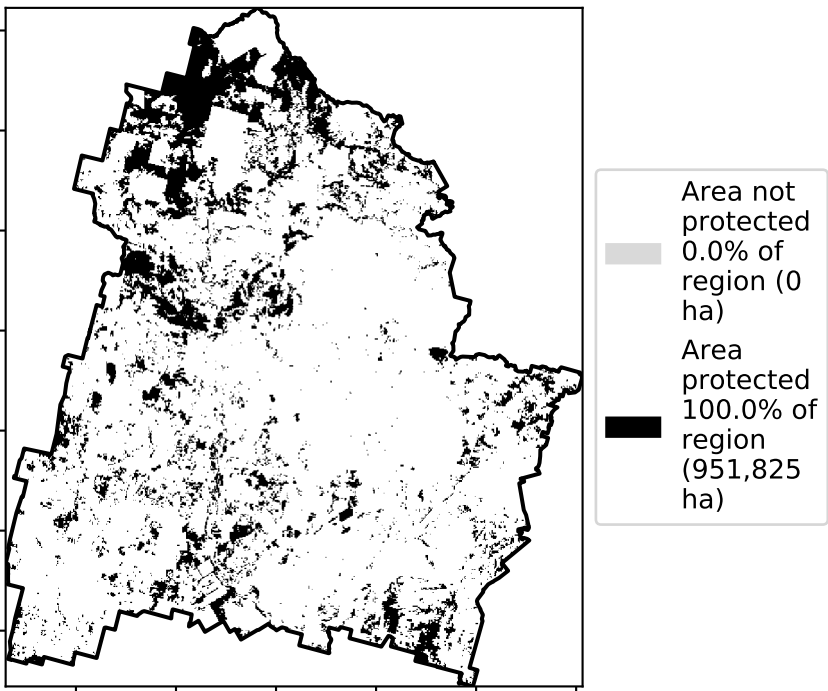 Area not
protected
0.0% of
region (0
ha)
Area
protected
100.0% of
region
(951,825
ha)